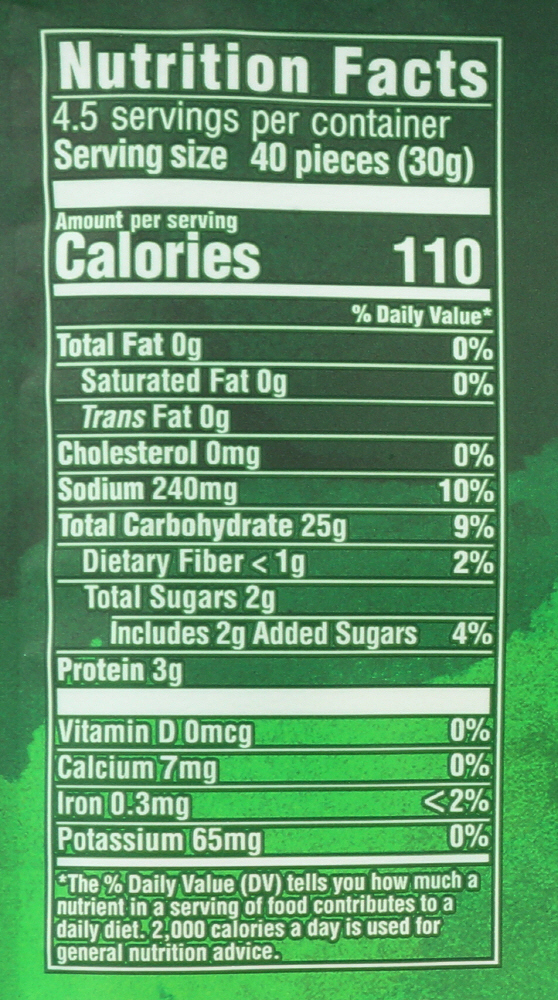 Nutrition Facts
4.5 servings per container
Serving size 40 pieces (30g)
Amount per serving
Calories 110
% Daily Value*
Total Fat 0g 0%
Saturated Fat 0g 0%
Trans Fat 0g
Cholesterol 0mg 0%
Sodium 240mg 10%
Total Carbohydrate 25g 9%
Dietary Fiber < 1g 2%
Total Sugars 2g
Includes 2g Added Sugars 4%
Protein 3g
Vitamin D 0mcg 0%
Calcium 7mg 0%
Iron 0.3mg <2%
Potassium 65mg 0%
*The % Daily Value (DV) tells you how much a
nutrient in a serving of food contributes to a
daily diet. 2,000 calories a day is used for
general nutrition advice.